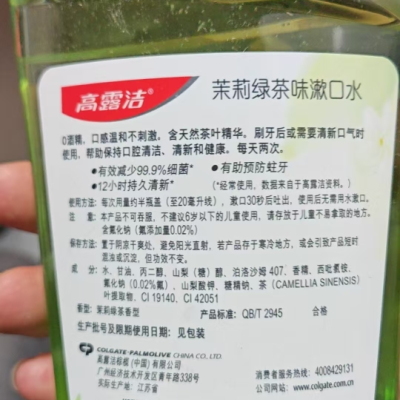 高露洁®
茉莉绿茶味漱口水
0酒精，口感温和不刺激，含天然茶叶精华。刷牙后或需要清新口气时
使用，帮助保持口腔清洁、清新和健康，每天两次。
•有效减少99.9%细菌* •有助预防蛀牙
•12小时持久清新* (*经常使用，数据来自于高露洁资料。)
使用方法：每次用量约半瓶盖（至20毫升线），漱口30秒后吐出，使用后无需用水漱口。
注 意：本产品不可吞服，不建议6岁以下的儿童使用，请存放于儿童不易拿取的地方。
含氟化钠（氟添加量0.02%）
保存方法：置于阴凉干爽处，避免阳光直射，若产品存于寒冷地方，或会引致产品短时
混浊或沉淀，但功效不变。
成 分：水、甘油、丙二醇、山梨（糖）醇、泊洛沙姆 407、香精、西吡氯铵、
氟化钠（0.02%氟）、山梨酸钾、糖精钠、茶（CAMELLIA SINENSIS）
叶提取物、CI 19140、CI 42051
香型：茉莉绿茶香型 产品标准：QB/T 2945 合格
生产批号及限期使用日期：见包装
COLGATE-PALMOLIVE CHINA CO., LTD.
高露洁棕榄（中国）有限公司
广州经济技术开发区青年路338号
实际生产地：江苏省
消费者服务热线：4008429131
公司网站：www.colgate.com.cn